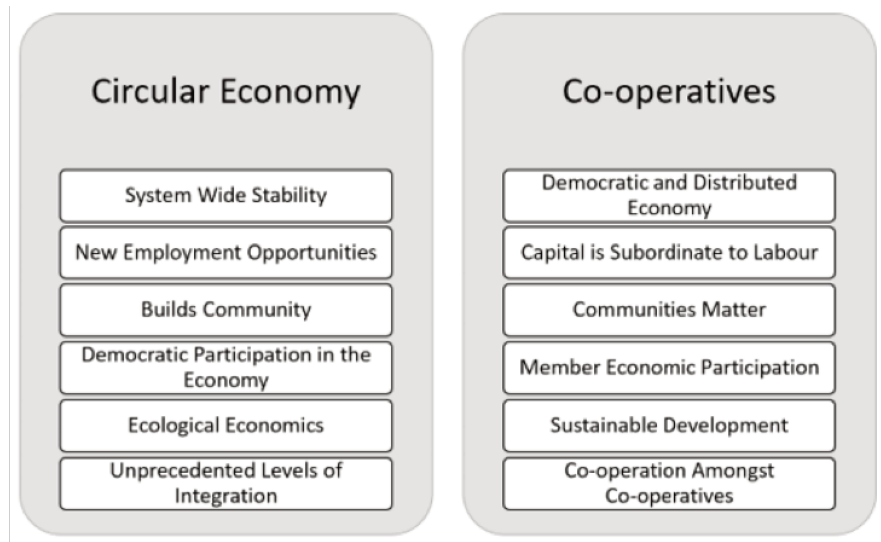 Circular Economy
System Wide Stability
New Employment Opportunities
Builds Community
Democratic Participation in the
Economy
Ecological Economics
Unprecedented Levels of
Integration
Co-operatives
Democratic and Distributed
Economy
Capital is Subordinate to Labour
Communities Matter
Member Economic Participation
Sustainable Development
Co-operation Amongst
Co-operatives